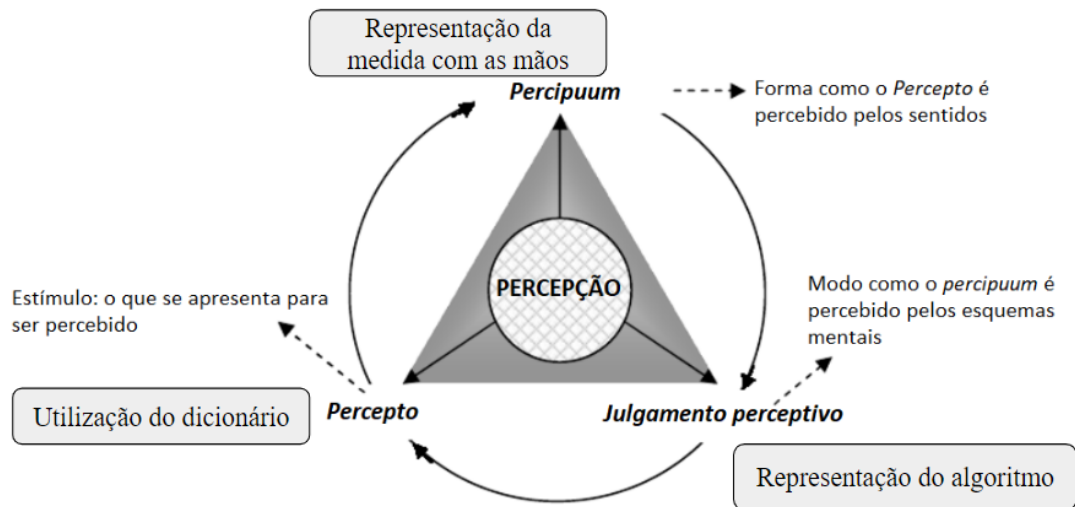 Representação da
medida com as mãos
Percipuum
Forma como o Percepto é
percebido pelos sentidos
PERCEPÇÃO
Estímulo: o que se apresenta para
ser percebido
Modo como o percipuum é
percebido pelos esquemas
mentais
Utilização do dicionário
Percepto
Julgamento perceptivo
Representação do algoritmo